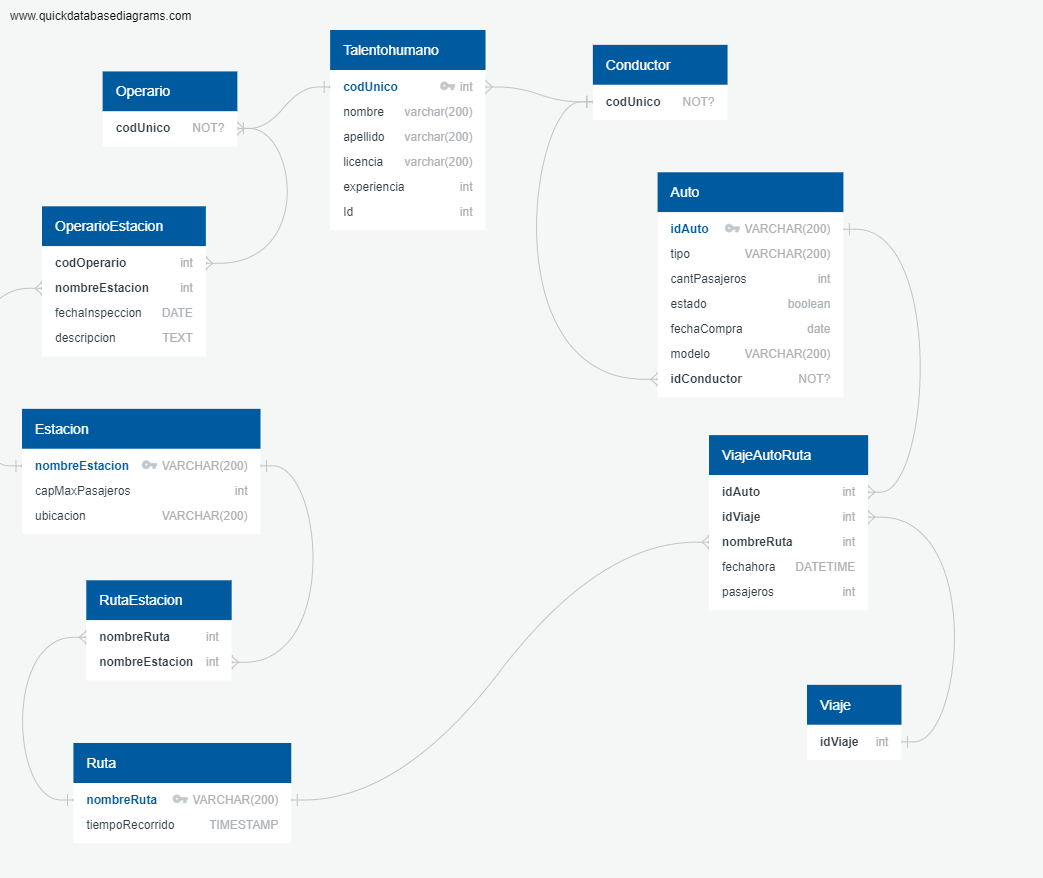 www.quickdatabasediagrams.com
Talentohumano
codUnico int
nombre varchar(200)
apellido varchar(200)
licencia varchar(200)
experiencia int
Id int
Conductor
codUnico NOT?
Operario
codUnico NOT?
Auto
idAuto VARCHAR(200)
tipo VARCHAR(200)
cantPasajeros int
estado boolean
fechaCompra date
modelo VARCHAR(200)
idConductor NOT?
OperarioEstacion
codOperario int
nombreEstacion int
fechaInspeccion DATE
descripcion TEXT
Estacion
nombreEstacion VARCHAR(200)
capMaxPasajeros int
ubicacion VARCHAR(200)
ViajeAutoRuta
idAuto int
idViaje int
nombreRuta int
fechahora DATETIME
pasajeros int
RutaEstacion
nombreRuta int
nombreEstacion int
Viaje
idViaje int
Ruta
nombreRuta VARCHAR(200)
tiempoRecorrido TIMESTAMP